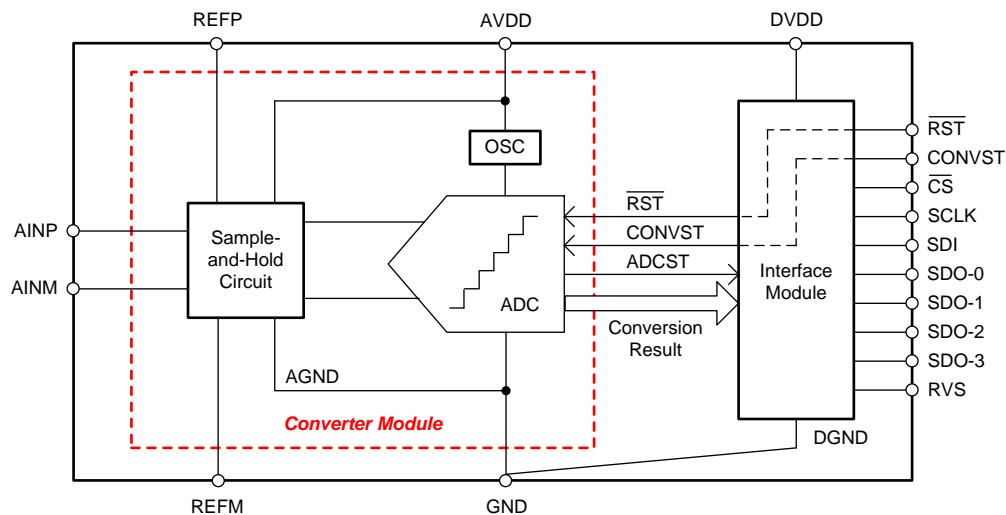 REFP
AVDD
DVDD
OSC
RST
CONVST
CS
SCLK
SDI
SDO-0
SDO-1
SDO-2
SDO-3
RVS
AINP
AINM
Sample-
and-Hold
Circuit
RST
CONVST
ADCST
ADC
Conversion
Result
Interface
Module
AGND
Converter Module
DGND
REFM
GND